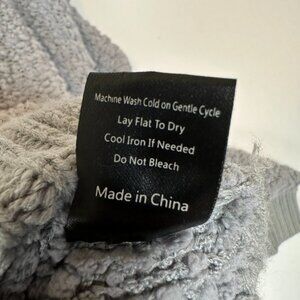 Machine Wash Cold on Gentle Cycle
Lay Flat To Dry
Cool Iron If Needed
Do Not Bleach
Made in China